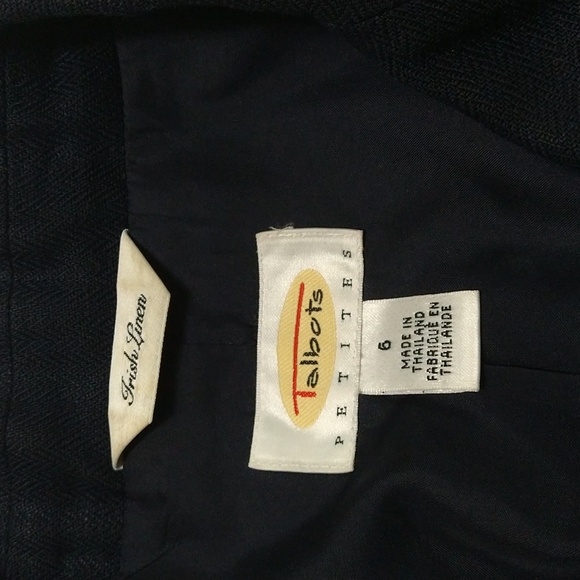 Irish Linen
Talbots
PETITES
6
MADE IN
THAILAND
FABRIQUÉ EN
THAÏLANDE